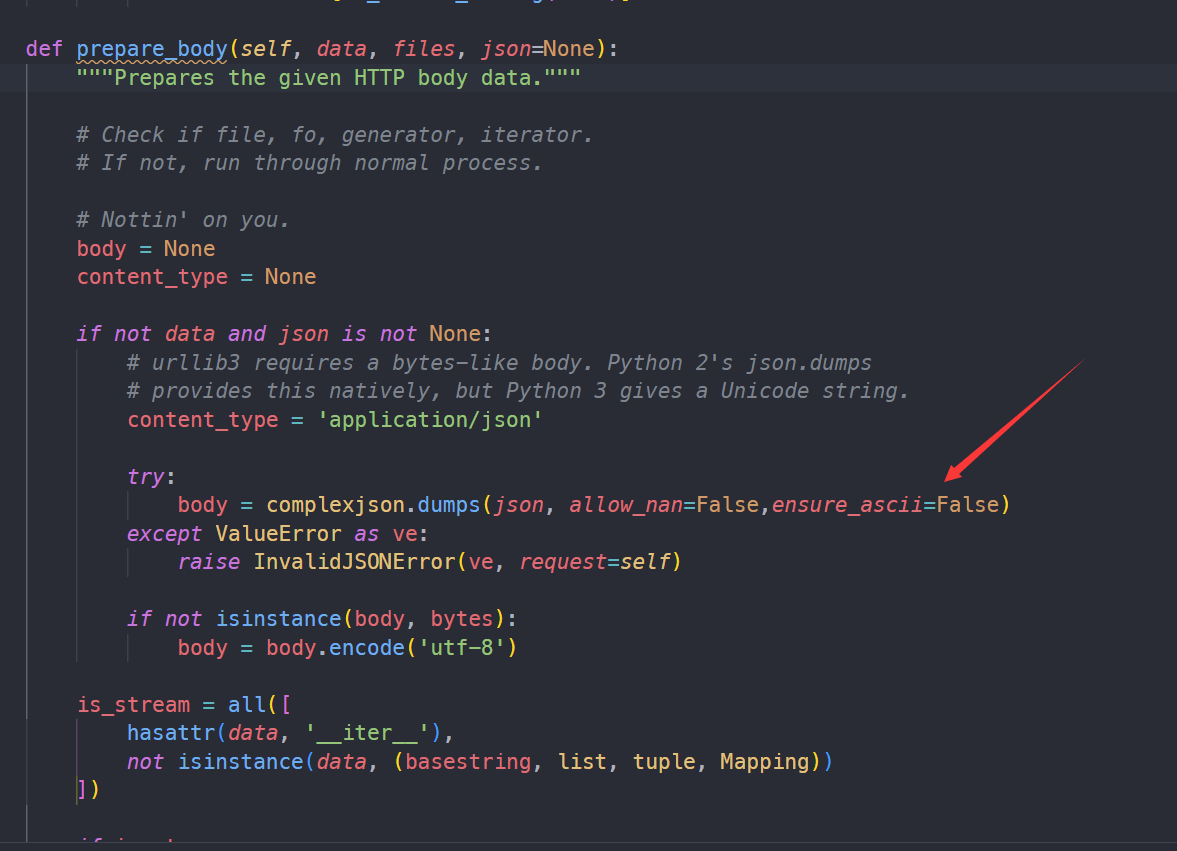 def prepare_body(self, data, files, json=None):
"""Prepares the given HTTP body data."""
# Check if file, fo, generator, iterator.
# If not, run through normal process.
# Nottin' on you.
body = None
content_type = None
if not data and json is not None:
# urllib3 requires a bytes-like body. Python 2's json.dumps
# provides this natively, but Python 3 gives a Unicode string.
content_type = 'application/json'
try:
body = complexjson.dumps(json, allow_nan=False,ensure_ascii=False)
except ValueError as ve:
raise InvalidJSONError(ve, request=self)
if not isinstance(body, bytes):
body = body.encode('utf-8')
is_stream = all([
hasattr(data, '__iter__'),
not isinstance(data, (basestring, list, tuple, Mapping))
])